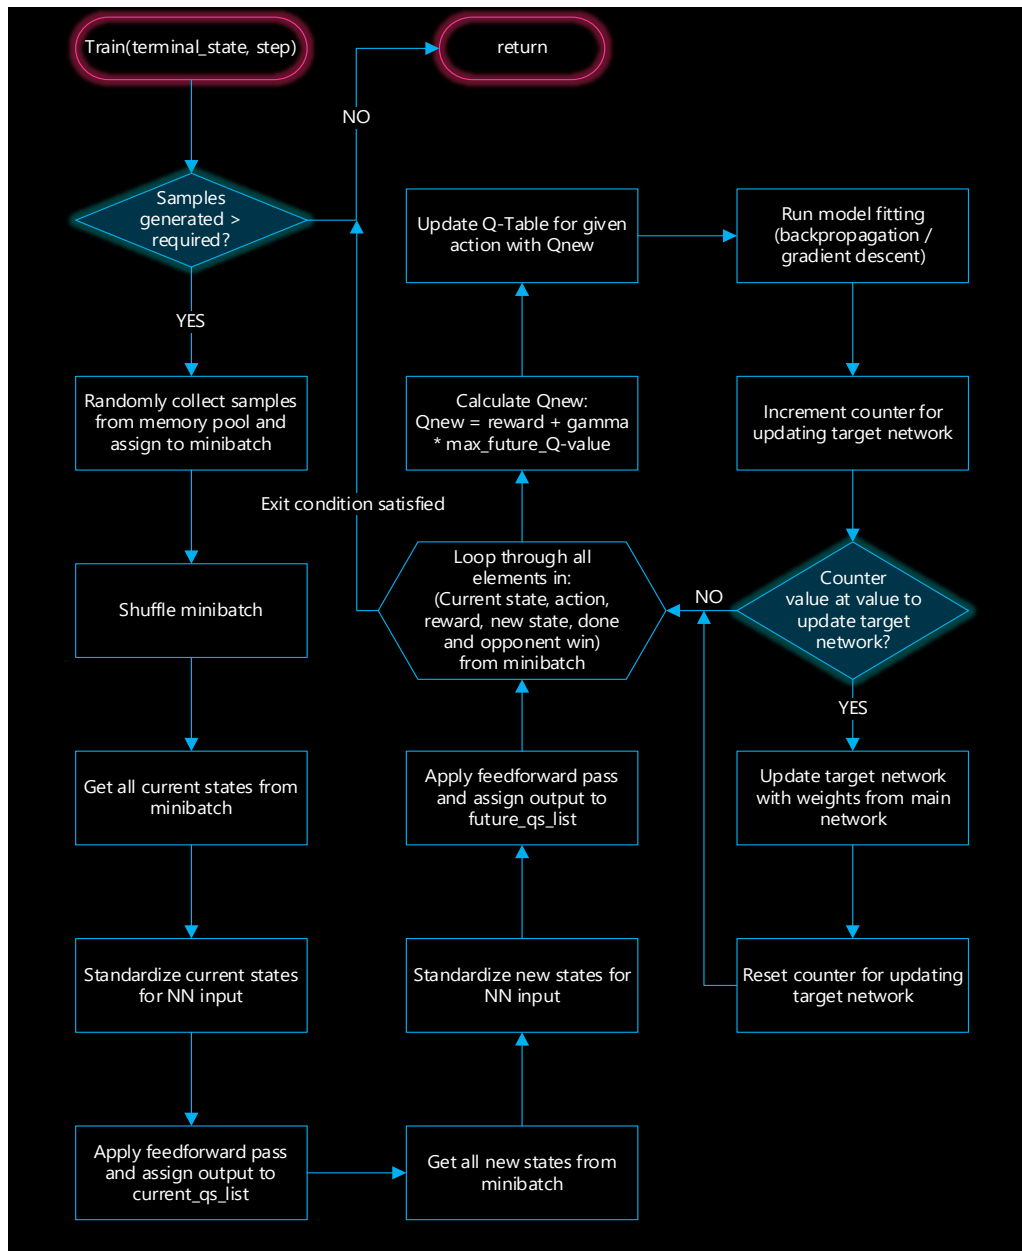 Train(terminal_state, step)
return
NO
Samples
generated >
required?
YES
Randomly collect samples
from memory pool and
assign to minibatch
Shuffle minibatch
Get all current states from
minibatch
Standardize current states
for NN input
Apply feedforward pass
and assign output to
current_qs_list
Get all new states from
minibatch
Standardize new states for
NN input
Apply feedforward pass
and assign output to
future_qs_list
Loop through all
elements in:
(Current state, action,
reward, new state, done
and opponent win)
from minibatch
Exit condition satisfied
Calculate Qnew:
Qnew = reward + gamma
* max_future_Q-value
Update Q-Table for given
action with Qnew
Run model fitting
(backpropagation /
gradient descent)
Increment counter for
updating target network
Counter
value at value to
update target
network?
NO
YES
Update target network
with weights from main
network
Reset counter for updating
target network